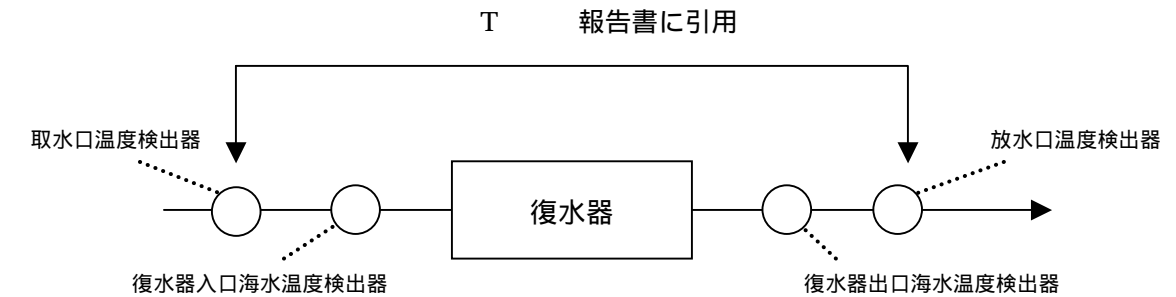 T 報告書に引用
取水口温度検出器
放水口温度検出器
復水器
復水器入口海水温度検出器
復水器出口海水温度検出器